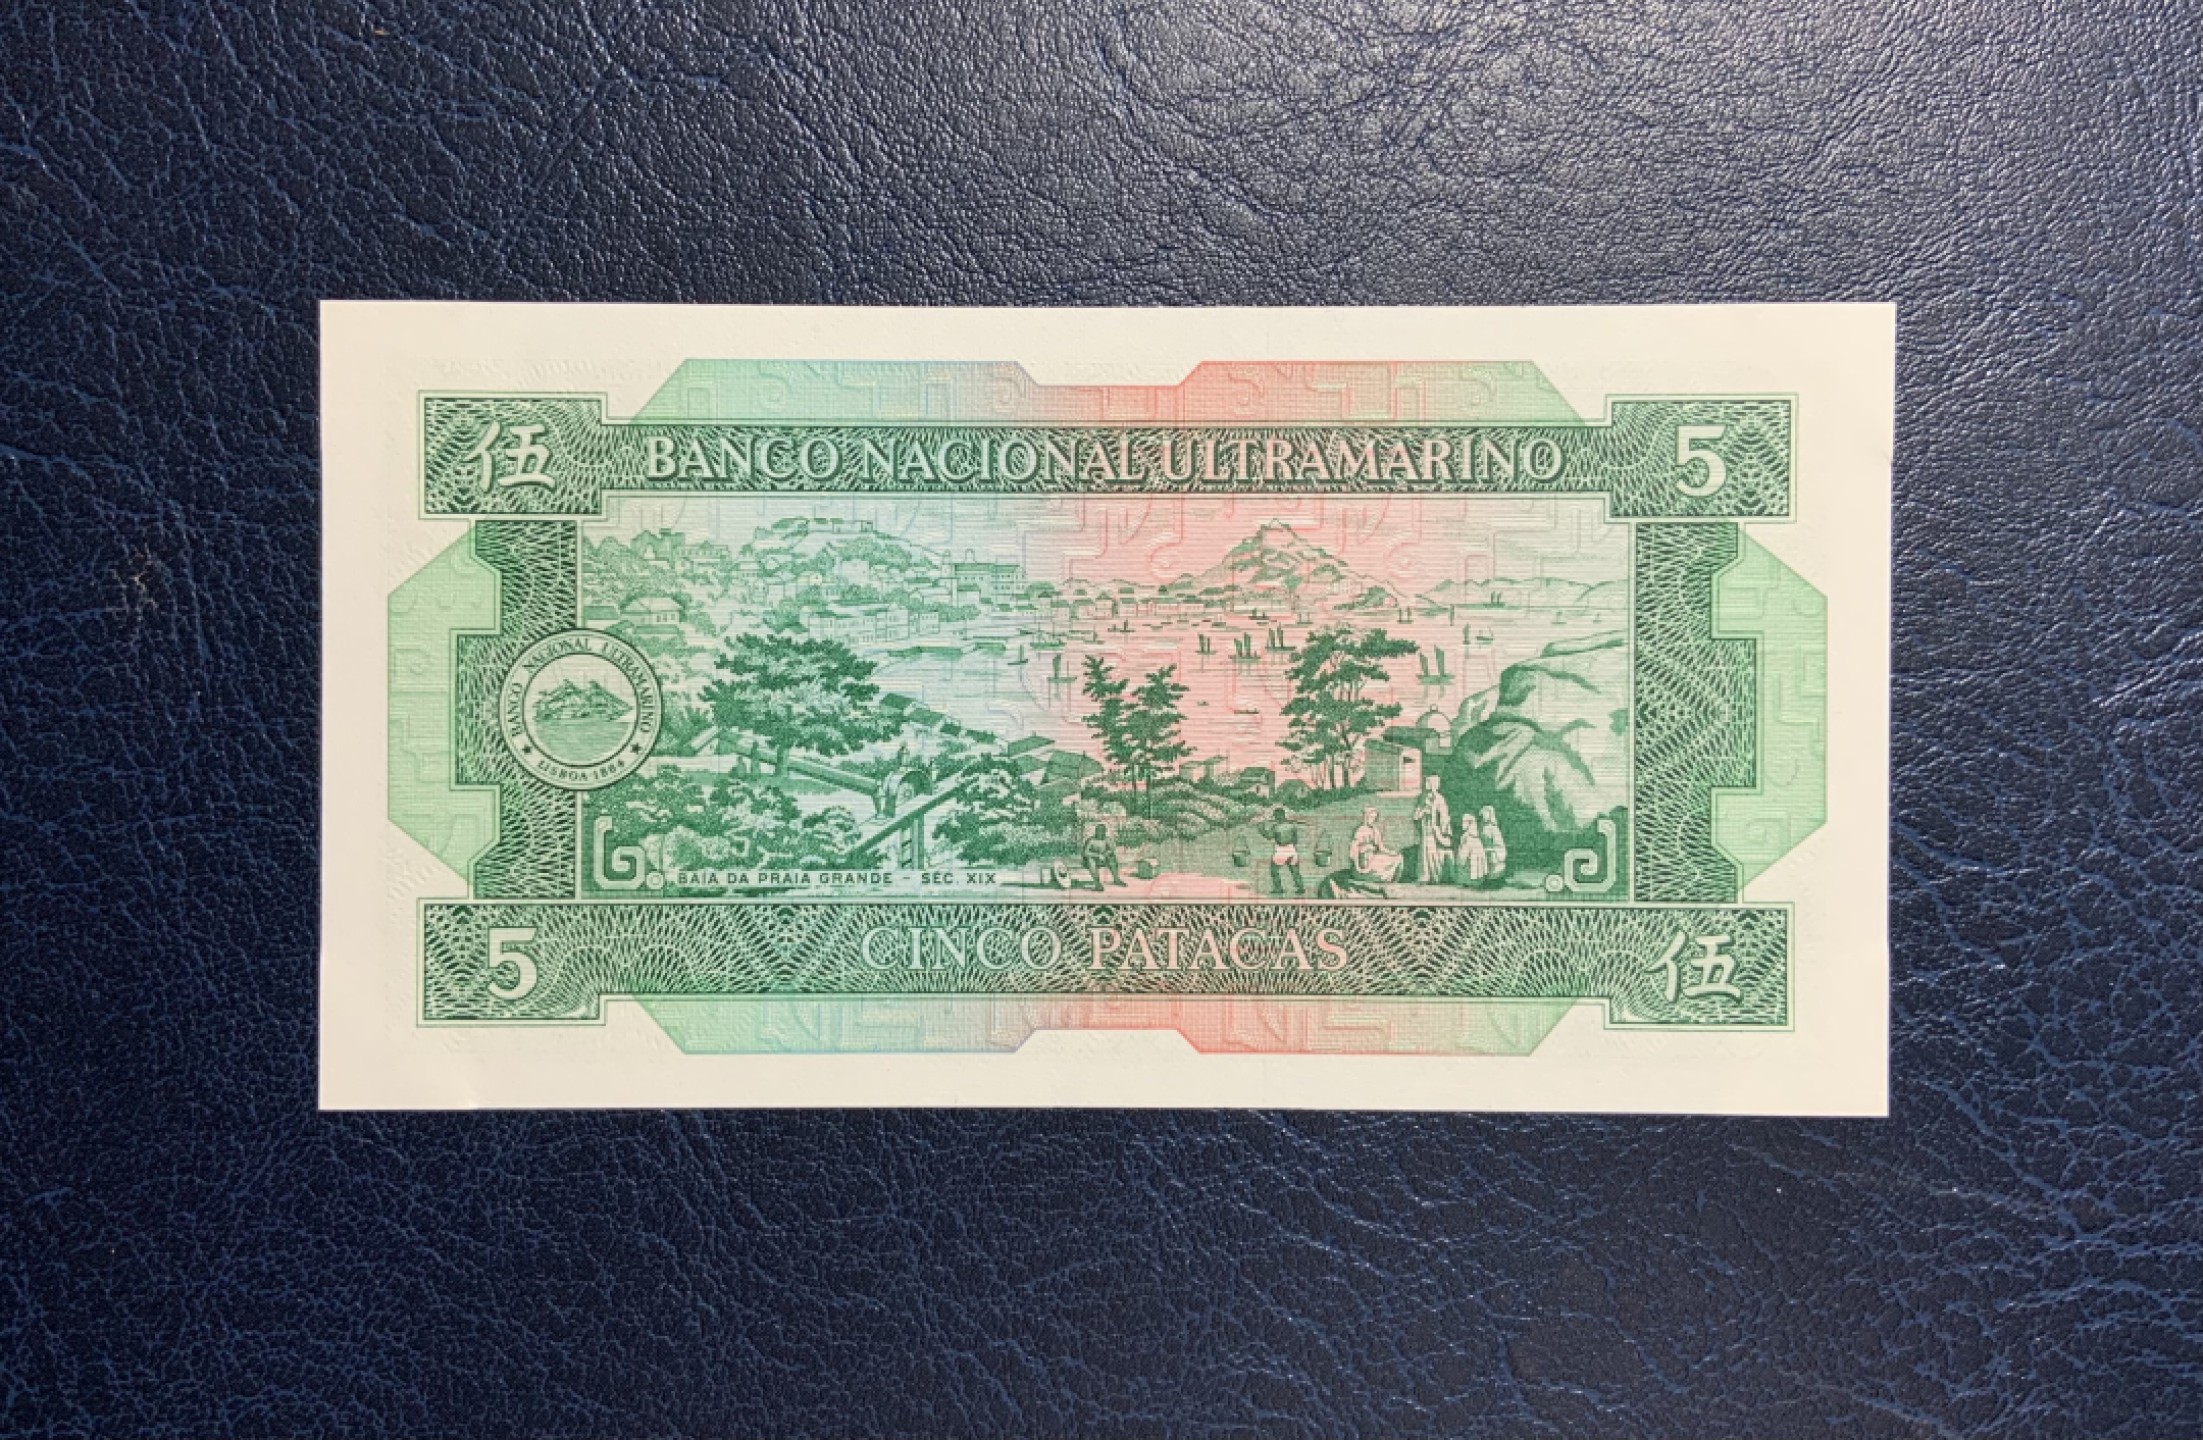 伍 BANCO NACIONAL ULTRAMARINO 5
BANCO NACIONAL ULTRAMARINO
★ LISBOA 1864 ★
BAÍA DA PRAIA GRANDE - SÉC. XIX
5 CINCO PATACAS 伍